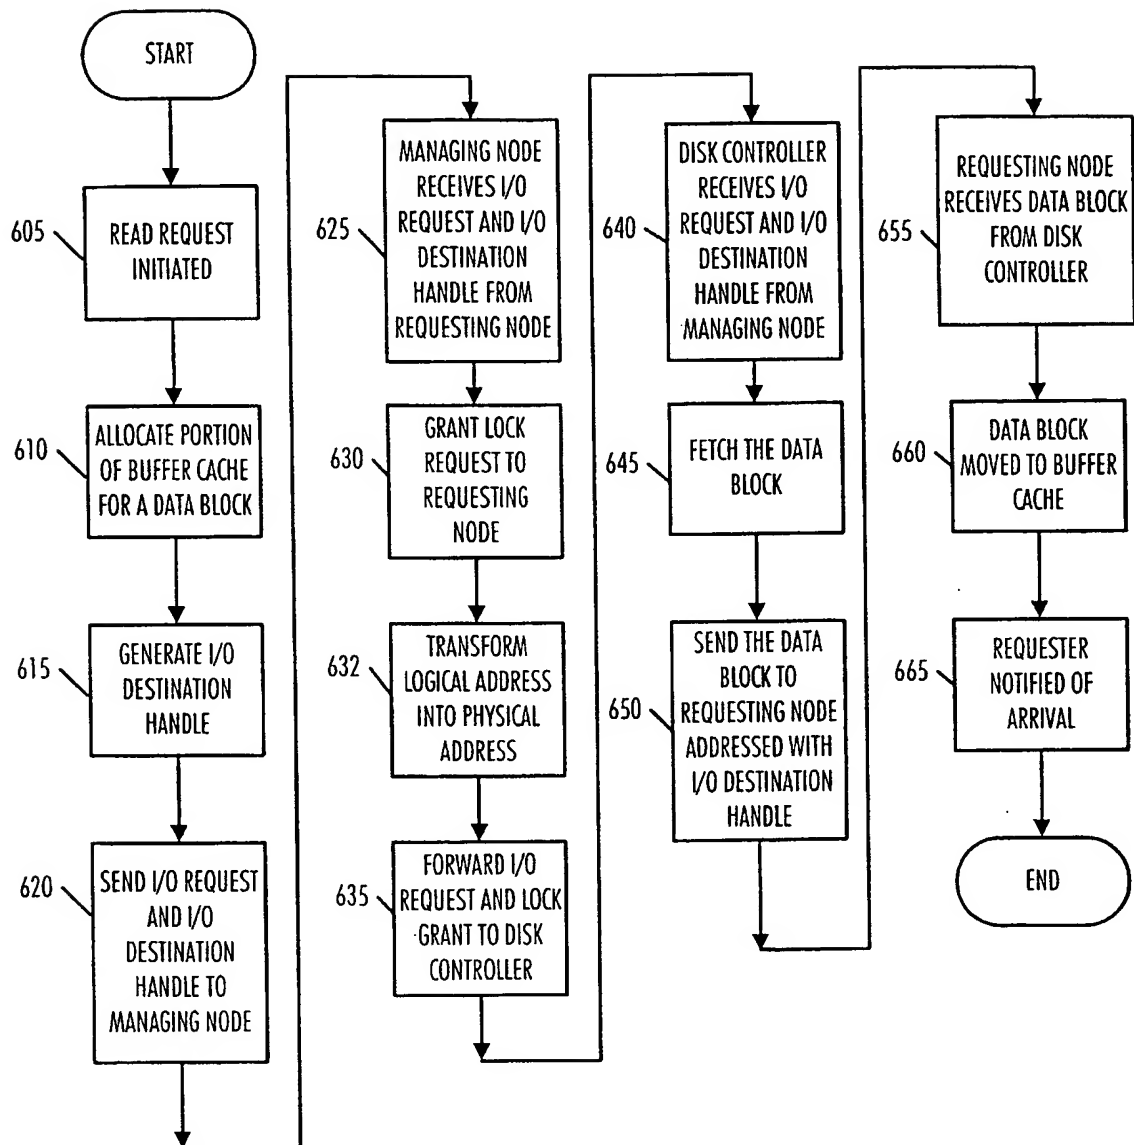 START
605
READ REQUEST
INITIATED
610
ALLOCATE PORTION
OF BUFFER CACHE
FOR A DATA BLOCK
615
GENERATE I/O
DESTINATION
HANDLE
620
SEND I/O REQUEST
AND I/O
DESTINATION
HANDLE TO
MANAGING NODE
625
MANAGING NODE
RECEIVES I/O
REQUEST AND I/O
DESTINATION
HANDLE FROM
REQUESTING NODE
630
GRANT LOCK
REQUEST TO
REQUESTING
NODE
632
TRANSFORM
LOGICAL ADDRESS
INTO PHYSICAL
ADDRESS
635
FORWARD I/O
REQUEST AND LOCK
GRANT TO DISK
CONTROLLER
640
DISK CONTROLLER
RECEIVES I/O
REQUEST AND I/O
DESTINATION
HANDLE FROM
MANAGING NODE
645
FETCH THE DATA
BLOCK
650
SEND THE DATA
BLOCK TO
REQUESTING NODE
ADDRESSED WITH
I/O DESTINATION
HANDLE
655
REQUESTING NODE
RECEIVES DATA BLOCK
FROM DISK
CONTROLLER
660
DATA BLOCK
MOVED TO BUFFER
CACHE
665
REQUESTER
NOTIFIED OF
ARRIVAL
END